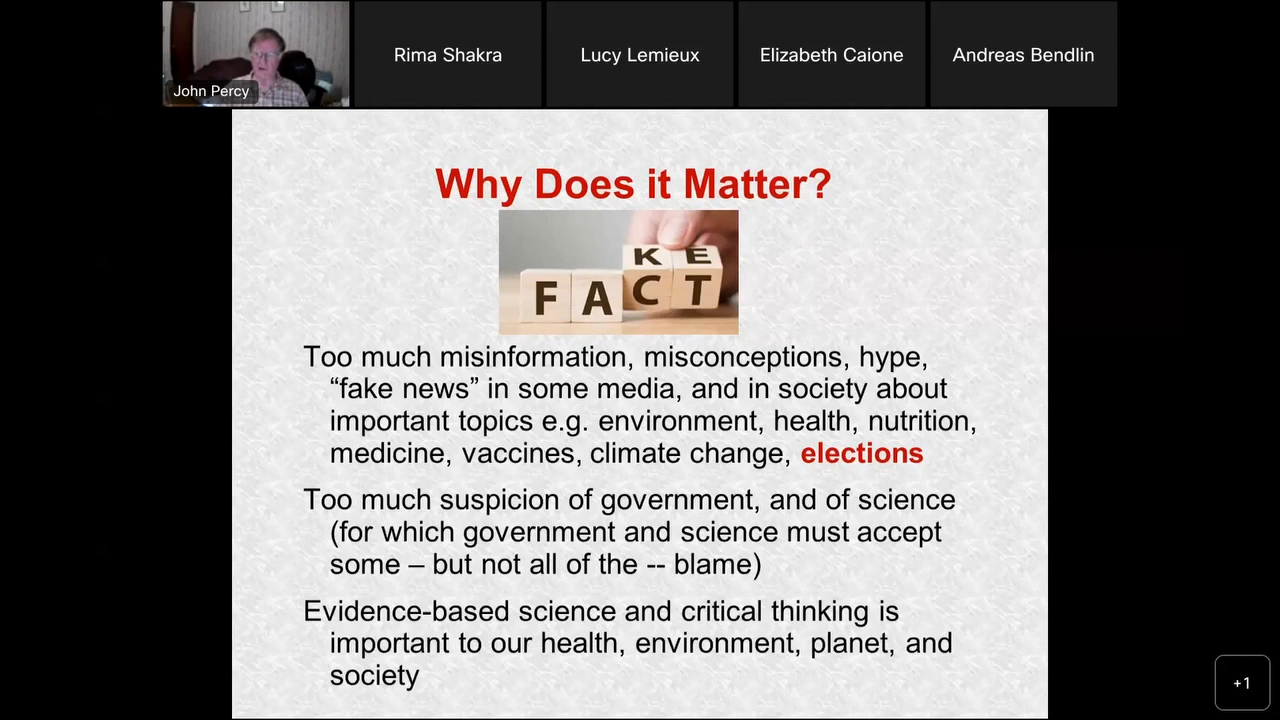 John Percy
Rima Shakra
Lucy Lemieux
Elizabeth Caione
Andreas Bendlin
Why Does it Matter?
K E
F A C T
Too much misinformation, misconceptions, hype,
“fake news” in some media, and in society about
important topics e.g. environment, health, nutrition,
medicine, vaccines, climate change, elections
Too much suspicion of government, and of science
(for which government and science must accept
some – but not all of the -- blame)
Evidence-based science and critical thinking is
important to our health, environment, planet, and
society
+1